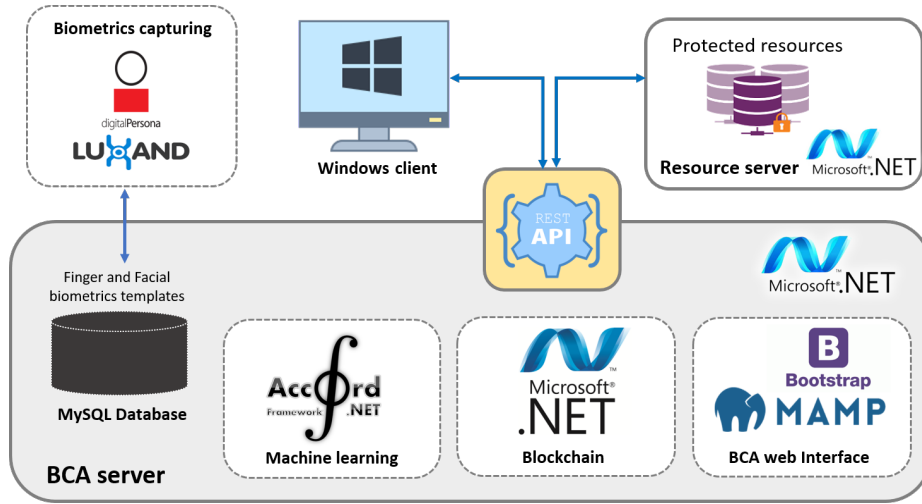 Biometrics capturing
digitalPersona
LUXAND
Windows client
Protected resources
Resource server
Microsoft® .NET
{ REST }
API
Finger and Facial
biometrics templates
MySQL Database
BCA server
Microsoft® .NET
Accord
Framework .NET
Machine learning
™
Microsoft®
.NET
Blockchain
B
Bootstrap
MAMP
BCA web Interface